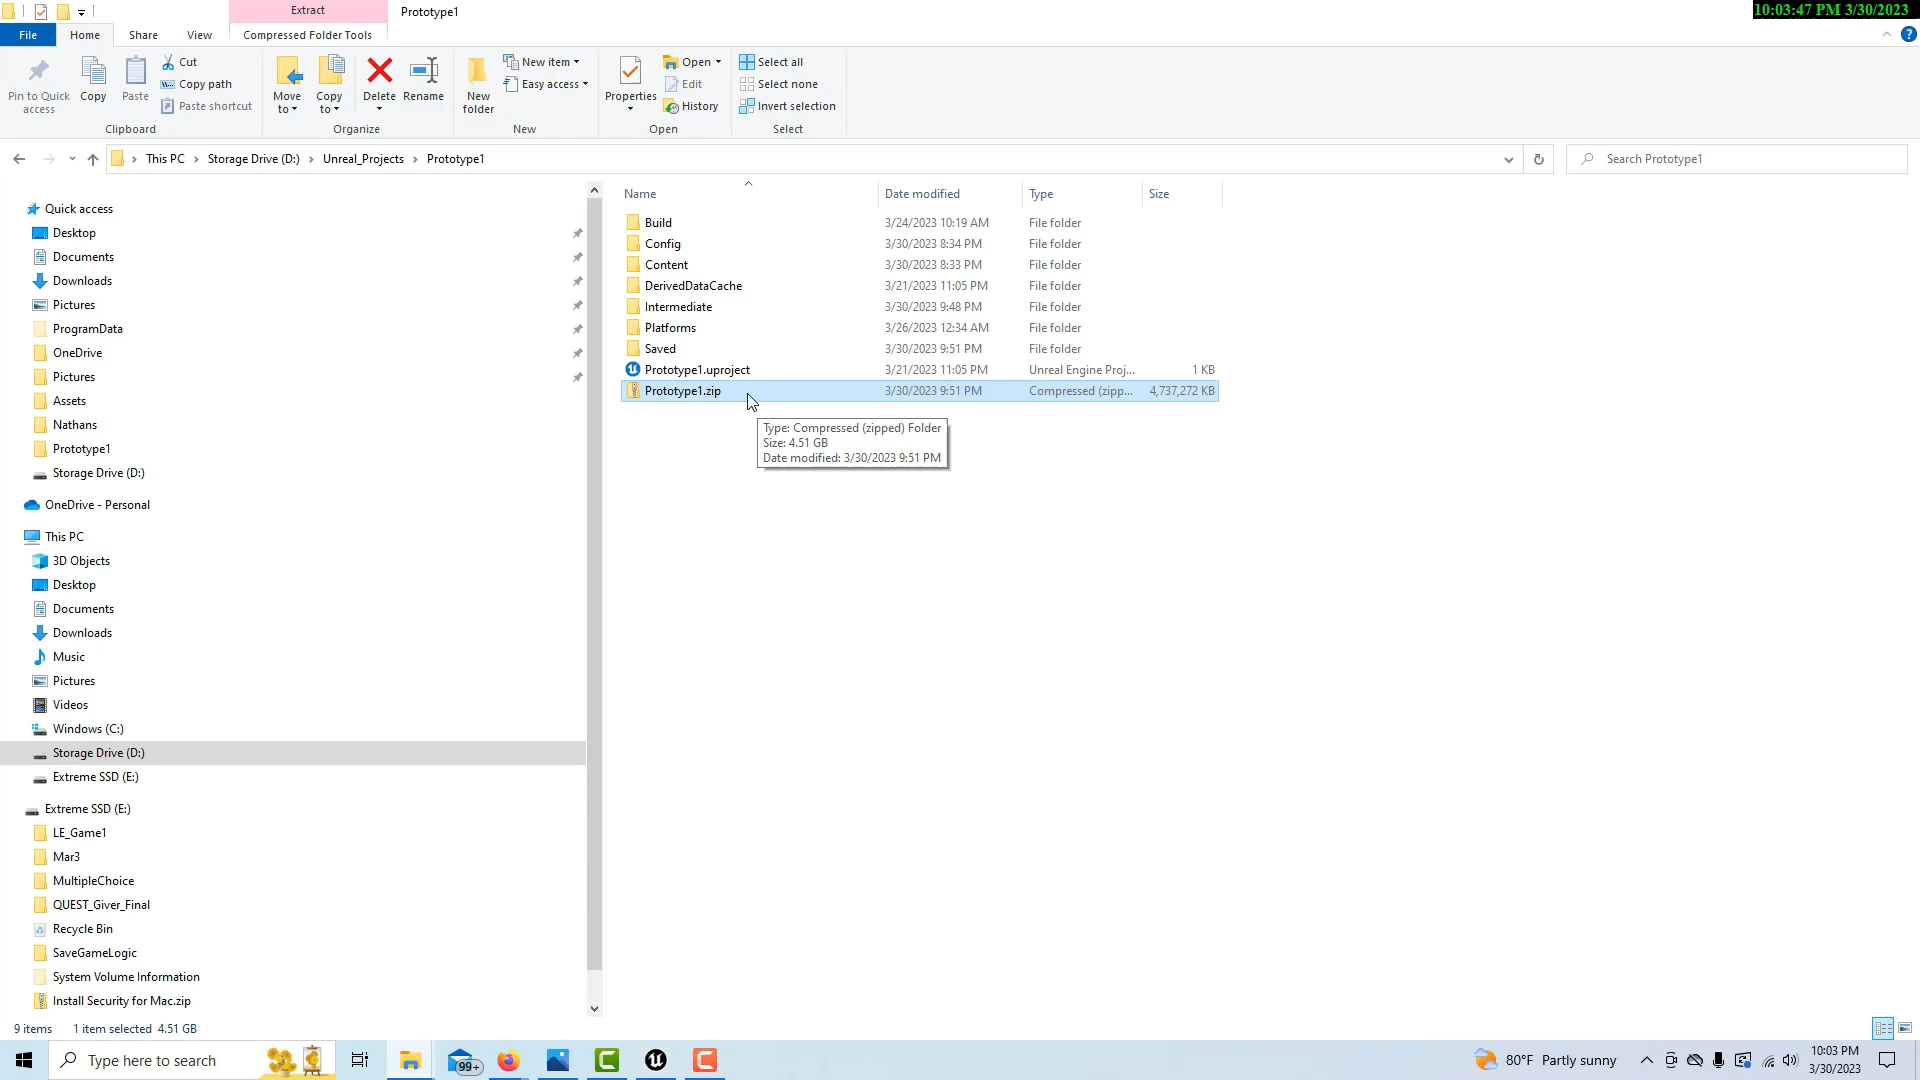 Extract
Prototype1
10:03:47 PM 3/30/2023
File
Home
Share
View
Compressed Folder Tools
Pin to Quick access
Copy
Paste
Cut
Copy path
Paste shortcut
Clipboard
Move to
Copy to
Delete
Rename
Organize
New folder
New item
Easy access
New
Properties
Open
Edit
History
Open
Select all
Select none
Invert selection
Select
This PC > Storage Drive (D:) > Unreal_Projects > Prototype1
Search Prototype1
Quick access
Desktop
Documents
Downloads
Pictures
ProgramData
OneDrive
Pictures
Assets
Nathans
Prototype1
Storage Drive (D:)
OneDrive - Personal
This PC
3D Objects
Desktop
Documents
Downloads
Music
Pictures
Videos
Windows (C:)
Storage Drive (D:)
Extreme SSD (E:)
Extreme SSD (E:)
LE_Game1
Mar3
MultipleChoice
QUEST_Giver_Final
Recycle Bin
SaveGameLogic
System Volume Information
Install Security for Mac.zip
Name Date modified Type Size
Build 3/24/2023 10:19 AM File folder
Config 3/30/2023 8:34 PM File folder
Content 3/30/2023 8:33 PM File folder
DerivedDataCache 3/21/2023 11:05 PM File folder
Intermediate 3/30/2023 9:48 PM File folder
Platforms 3/26/2023 12:34 AM File folder
Saved 3/30/2023 9:51 PM File folder
Prototype1.uproject 3/21/2023 11:05 PM Unreal Engine Proj... 1 KB
Prototype1.zip 3/30/2023 9:51 PM Compressed (zipp... 4,737,272 KB
Type: Compressed (zipped) Folder
Size: 4.51 GB
Date modified: 3/30/2023 9:51 PM
9 items 1 item selected 4.51 GB
Type here to search
99+
80°F Partly sunny
10:03 PM
3/30/2023